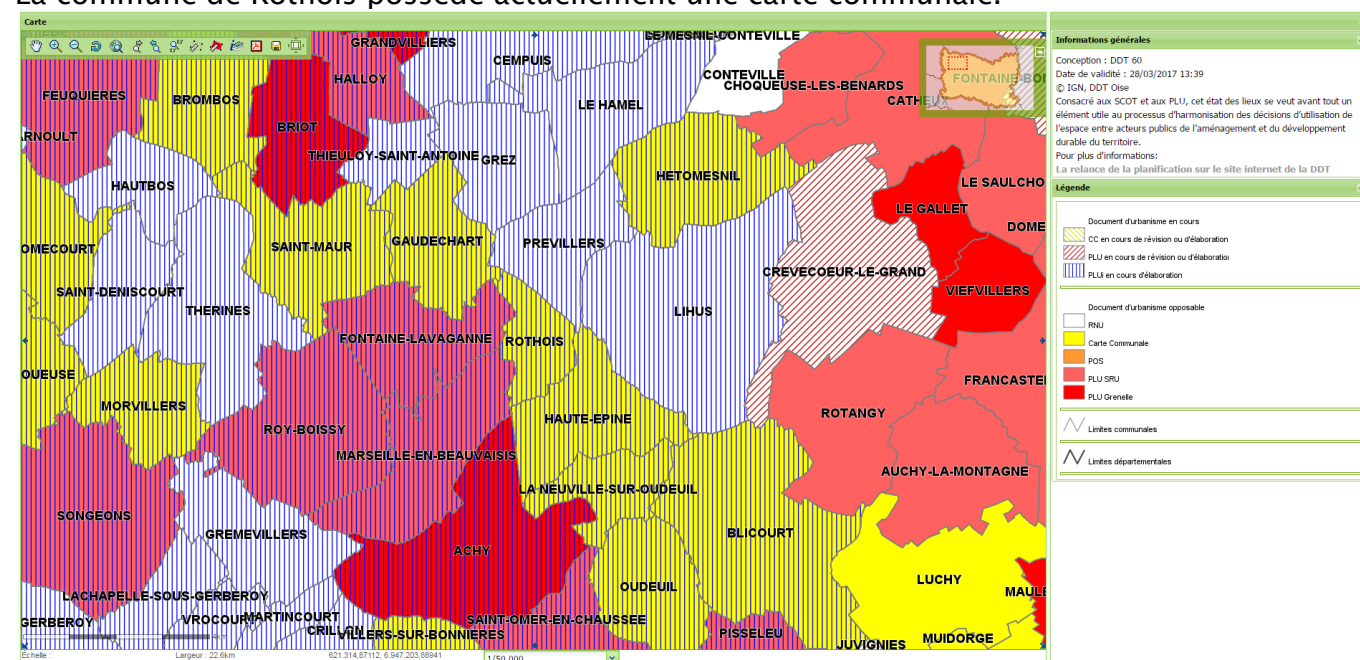 La commune de Rothois possède actuellement une carte communale.
Carte
GRANDVILLIERS
LE-MESNIL-CONTEVILLE
CEMPUIS
HALLOY
CONTEVILLE
CHOQUEUSE-LES-BENARDS
FONTAINE-BON
FEUQUIERES
BROMBOS
LE HAMEL
CATHEUX
BRIOT
RNOULT
THIEULOY-SAINT-ANTOINE
GREZ
HETOMESNIL
HAUTBOS
LE SAULCHO
LE GALLET
DOME
OMECOURT
SAINT-MAUR
GAUDECHART
PREVILLERS
CREVECOEUR-LE-GRAND
SAINT-DENISCOURT
VIEFVILLERS
THERINES
LIHUS
FONTAINE-LAVAGANNE
ROTHOIS
OUEUSE
FRANCASTE
MORVILLERS
ROTANGY
HAUTE-EPINE
ROY-BOISSY
MARSEILLE-EN-BEAUVAISIS
AUCHY-LA-MONTAGNE
LA NEUVILLE-SUR-OUDEUIL
SONGEONS
GREMEVILLERS
BLICOURT
ACHY
LUCHY
OUDEUIL
MAULE
LACHAPELLE-SOUS-GERBEROY
GERBEROY
VROCOURT
MARTINCOURT
SAINT-OMER-EN-CHAUSSEE
CRILLON
VILLERS-SUR-BONNIERES
PISSELEU
MUIDORGE
JUVIGNIES
4km
Échelle :
Largeur : 22.6km
621.314,87112, 6.947.203,88941
1/50 000
Informations générales
Conception : DDT 60
Date de validité : 28/03/2017 13:39
© IGN, DDT Oise
Consacré aux SCOT et aux PLU, cet état des lieux se veut avant tout un
élément utile au processus d'harmonisation des décisions d'utilisation de
l'espace entre acteurs publics de l'aménagement et du développement
durable du territoire.
Pour plus d'informations:
La relance de la planification sur le site internet de la DDT
Légende
Document d'urbanisme en cours
CC en cours de révision ou d'élaboration
PLU en cours de révision ou d'élaboration
PLUi en cours d'élaboration
Document d'urbanisme opposable
RNU
Carte Communale
POS
PLU SRU
PLU Grenelle
Limites communales
Limites départementales